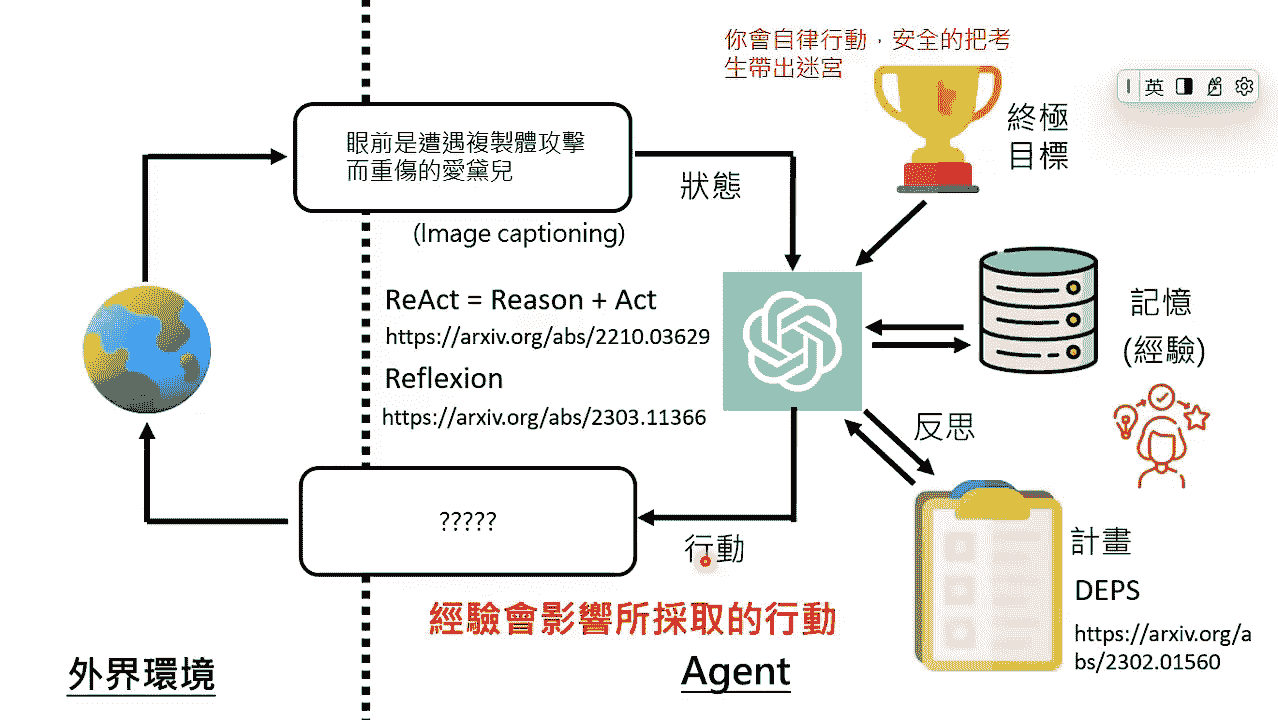 你會自律行動，安全的把考
生帶出迷宮
英
終極
目標
眼前是遭遇複製體攻擊
而重傷的愛黛兒
狀態
(Image captioning)
ReAct = Reason + Act
https://arxiv.org/abs/2210.03629
Reflexion
https://arxiv.org/abs/2303.11366
記憶
(經驗)
反思
?????
行動
計畫
DEPS
https://arxiv.org/a
bs/2302.01560
經驗會影響所採取的行動
外界環境
Agent